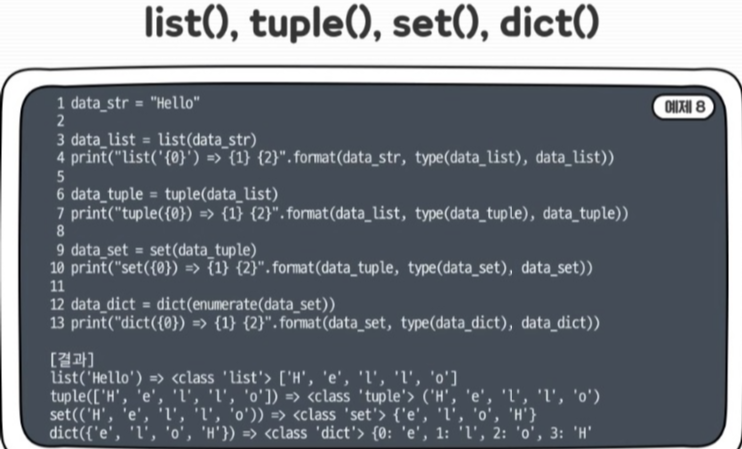 list(), tuple(), set(), dict()
예제 8
1 data_str = "Hello"
2
3 data_list = list(data_str)
4 print("list('{0}') => {1} {2}".format(data_str, type(data_list), data_list))
5
6 data_tuple = tuple(data_list)
7 print("tuple({0}) => {1} {2}".format(data_list, type(data_tuple), data_tuple))
8
9 data_set = set(data_tuple)
10 print("set({0}) => {1} {2}".format(data_tuple, type(data_set), data_set))
11
12 data_dict = dict(enumerate(data_set))
13 print("dict({0}) => {1} {2}".format(data_set, type(data_dict), data_dict))
[결과]
list('Hello') => <class 'list'> ['H', 'e', 'l', 'l', 'o']
tuple(['H', 'e', 'l', 'l', 'o']) => <class 'tuple'> ('H', 'e', 'l', 'l', 'o')
set(('H', 'e', 'l', 'l', 'o')) => <class 'set'> {'e', 'l', 'o', 'H'}
dict({'e', 'l', 'o', 'H'}) => <class 'dict'> {0: 'e', 1: 'l', 2: 'o', 3: 'H'